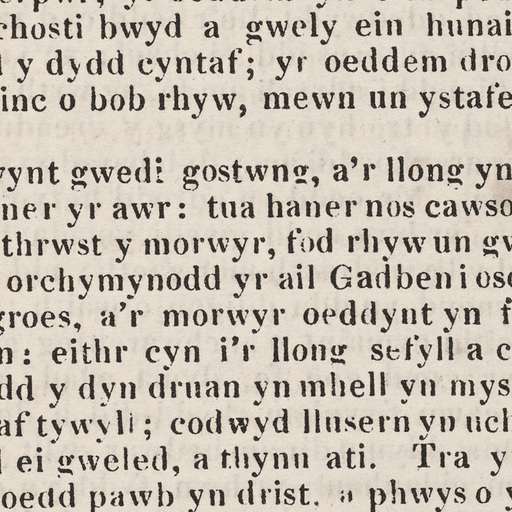 rhosti bwyd a gwely ein hunai
l y dydd cyntaf; yr oeddem dro
inc o bob rhyw, mewn un ystafe
wynt gwedi gostwng, a'r llong yn
ner yr awr: tua haner nos cawso
thrwst y morwyr, fod rhyw un gw
orchymynodd yr ail Gadben i osc
groes, a'r morwyr oeddynt yn f
n: eithr cyn i'r llong sefyll a c
dd y dyn druan yn mhell yn mys
af tywyll; codwyd llusern yn uch
l ei gweled, a thynu ati. Tra y
oedd pawb yn drist, a phwys o y